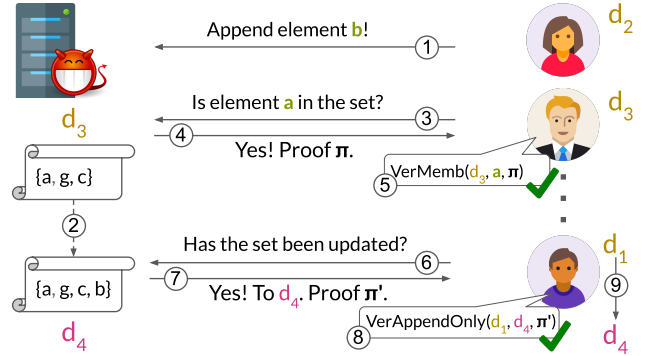 Append element b!
1
d2
Is element a in the set?
3
d3
d3
4
Yes! Proof π.
{a, g, c}
VerMemb(d3, a, π)
5
2
Has the set been updated?
6
d1
7
Yes! To d4. Proof π'.
9
{a, g, c, b}
VerAppendOnly(d1, d4, π')
8
d4
d4